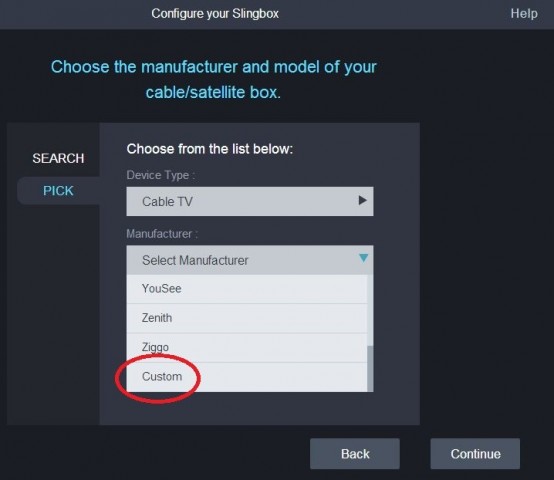 Configure your Slingbox
Help
Choose the manufacturer and model of your
cable/satellite box.
SEARCH
PICK
Choose from the list below:
Device Type :
Cable TV
Manufacturer :
Select Manufacturer
YouSee
Zenith
Ziggo
Custom
Back
Continue